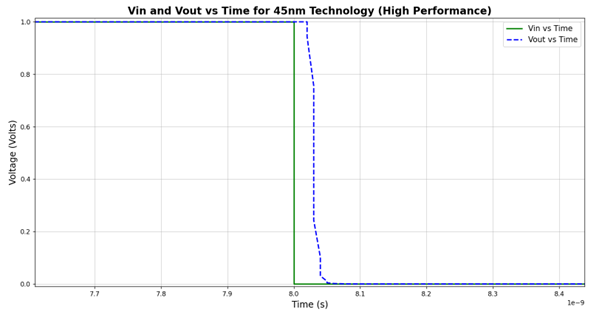 Vin and Vout vs Time for 45nm Technology (High Performance)
Vin vs Time
Vout vs Time
Voltage (Volts)
1.0
0.8
0.6
0.4
0.2
0.0
7.7 7.8 7.9 8.0 8.1 8.2 8.3 8.4
1e−9
Time (s)